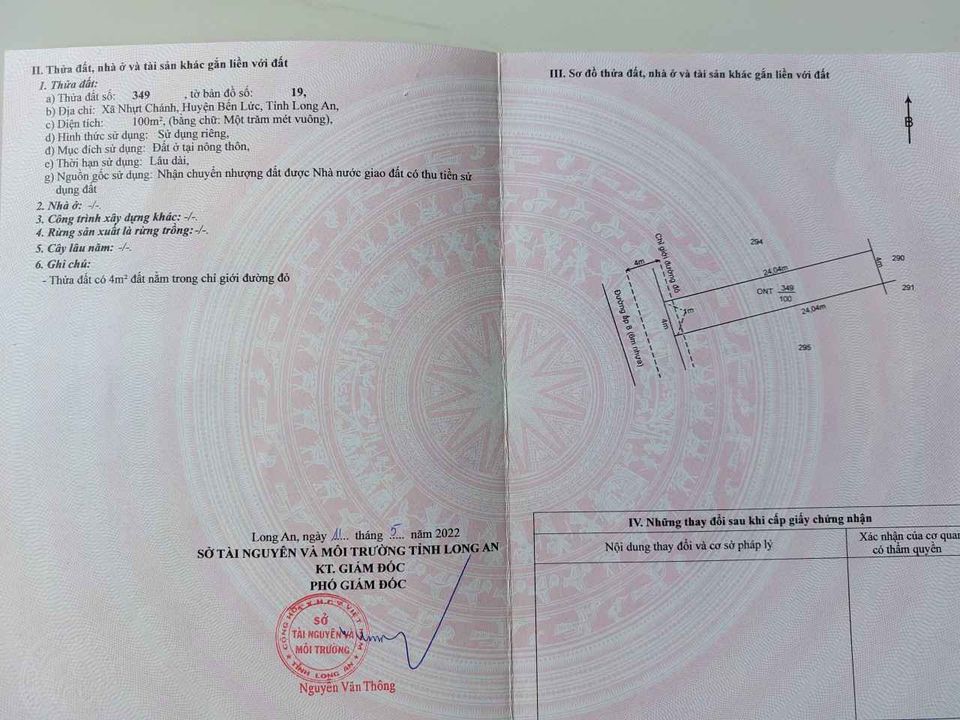 II. Thửa đất, nhà ở và tài sản khác gắn liền với đất
1. Thửa đất:
a) Thửa đất số: 349 , tờ bản đồ số: 19,
b) Địa chỉ: Xã Nhựt Chánh, Huyện Bến Lức, Tỉnh Long An,
c) Diện tích: 100m², (bằng chữ: Một trăm mét vuông),
d) Hình thức sử dụng: Sử dụng riêng,
đ) Mục đích sử dụng: Đất ở tại nông thôn,
e) Thời hạn sử dụng: Lâu dài,
g) Nguồn gốc sử dụng: Nhận chuyển nhượng đất được Nhà nước giao đất có thu tiền sử
dụng đất
2. Nhà ở: -/-.
3. Công trình xây dựng khác: -/-.
4. Rừng sản xuất là rừng trồng: -/-.
5. Cây lâu năm: -/-.
6. Ghi chú:
- Thửa đất có 4m² đất nằm trong chỉ giới đường đỏ
Long An, ngày 11 tháng 5 năm 2022
SỞ TÀI NGUYÊN VÀ MÔI TRƯỜNG TỈNH LONG AN
KT. GIÁM ĐỐC
PHÓ GIÁM ĐỐC
CỘNG HÒA X.H.C.N VIỆT NAM
SỞ
TÀI NGUYÊN VÀ
MÔI TRƯỜNG
TỈNH LONG AN
Nguyễn Văn Thông
III. Sơ đồ thửa đất, nhà ở và tài sản khác gắn liền với đất
B
294
290
291
295
Chỉ giới đường đỏ
4m
24,04m
4m
ONT 349
100
24,04m
1m
4m
Đường ấp 8 (6m nhựa)
IV. Những thay đổi sau khi cấp giấy chứng nhận
Nội dung thay đổi và cơ sở pháp lý
Xác nhận của cơ quan
có thẩm quyền